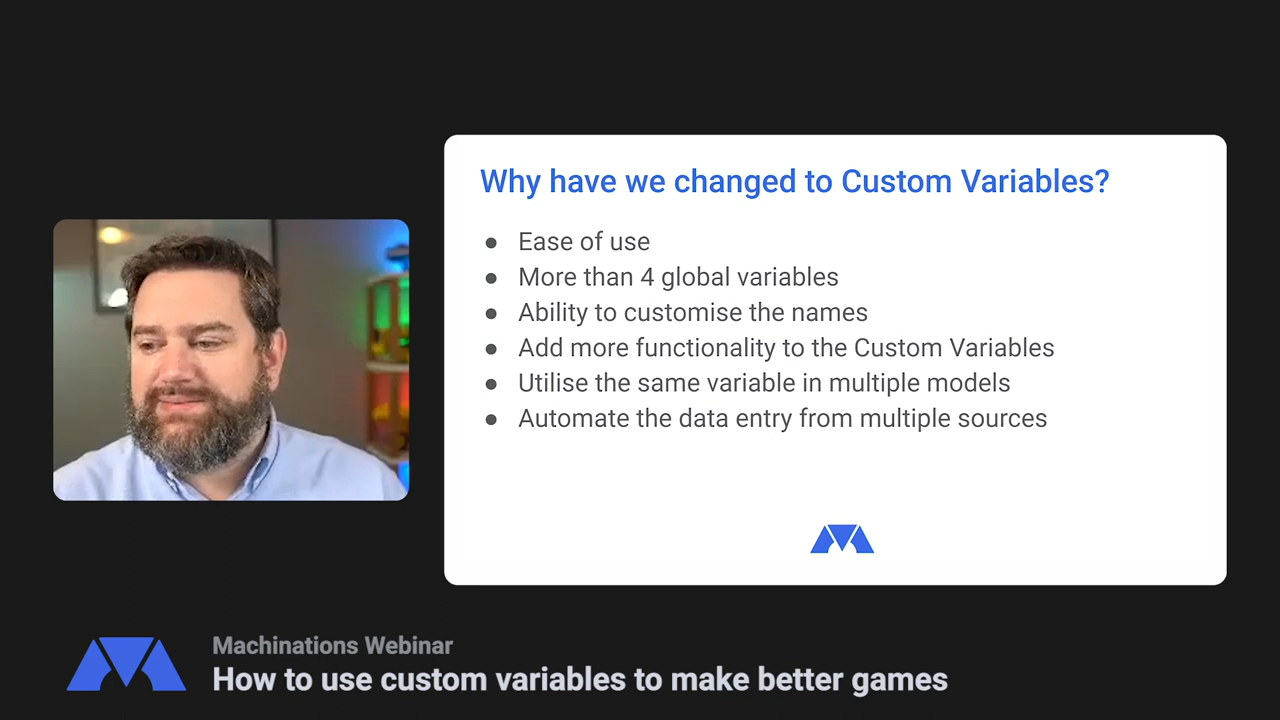 Why have we changed to Custom Variables?
● Ease of use
● More than 4 global variables
● Ability to customise the names
● Add more functionality to the Custom Variables
● Utilise the same variable in multiple models
● Automate the data entry from multiple sources
Machinations Webinar
How to use custom variables to make better games